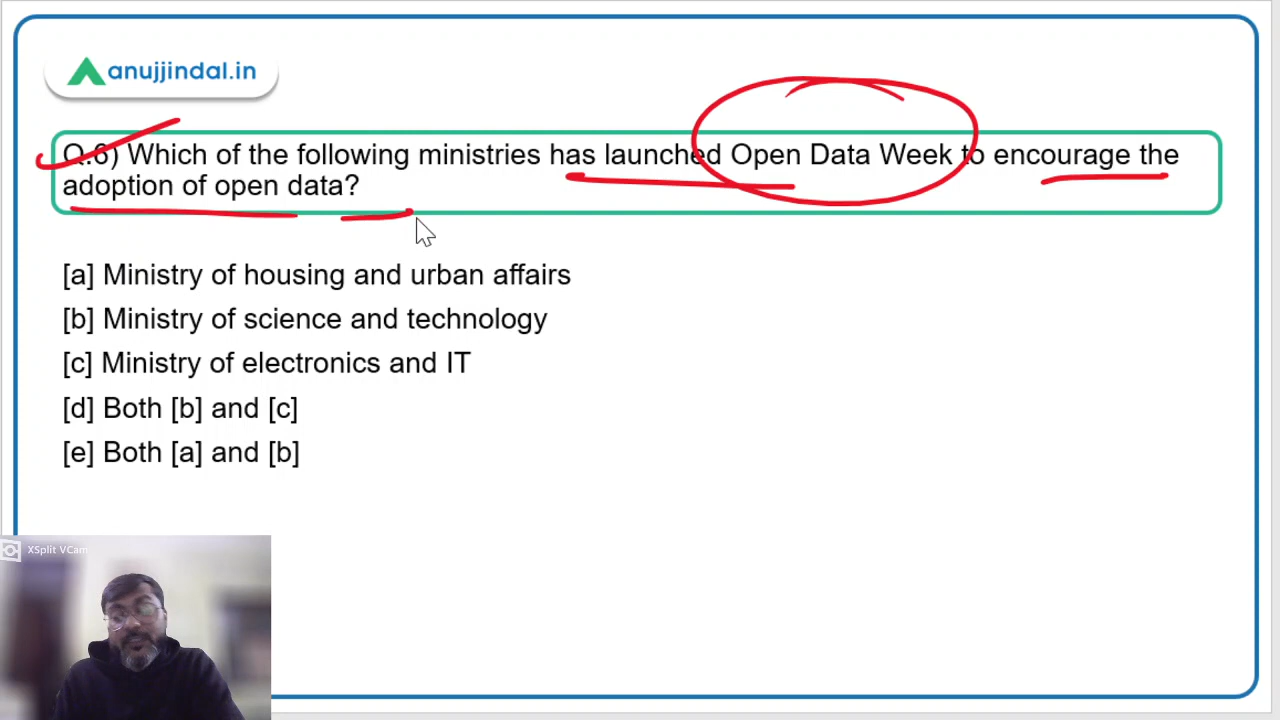 anujjindal.in
Q.6) Which of the following ministries has launched Open Data Week to encourage the
adoption of open data?
[a] Ministry of housing and urban affairs
[b] Ministry of science and technology
[c] Ministry of electronics and IT
[d] Both [b] and [c]
[e] Both [a] and [b]
XSplit VCam